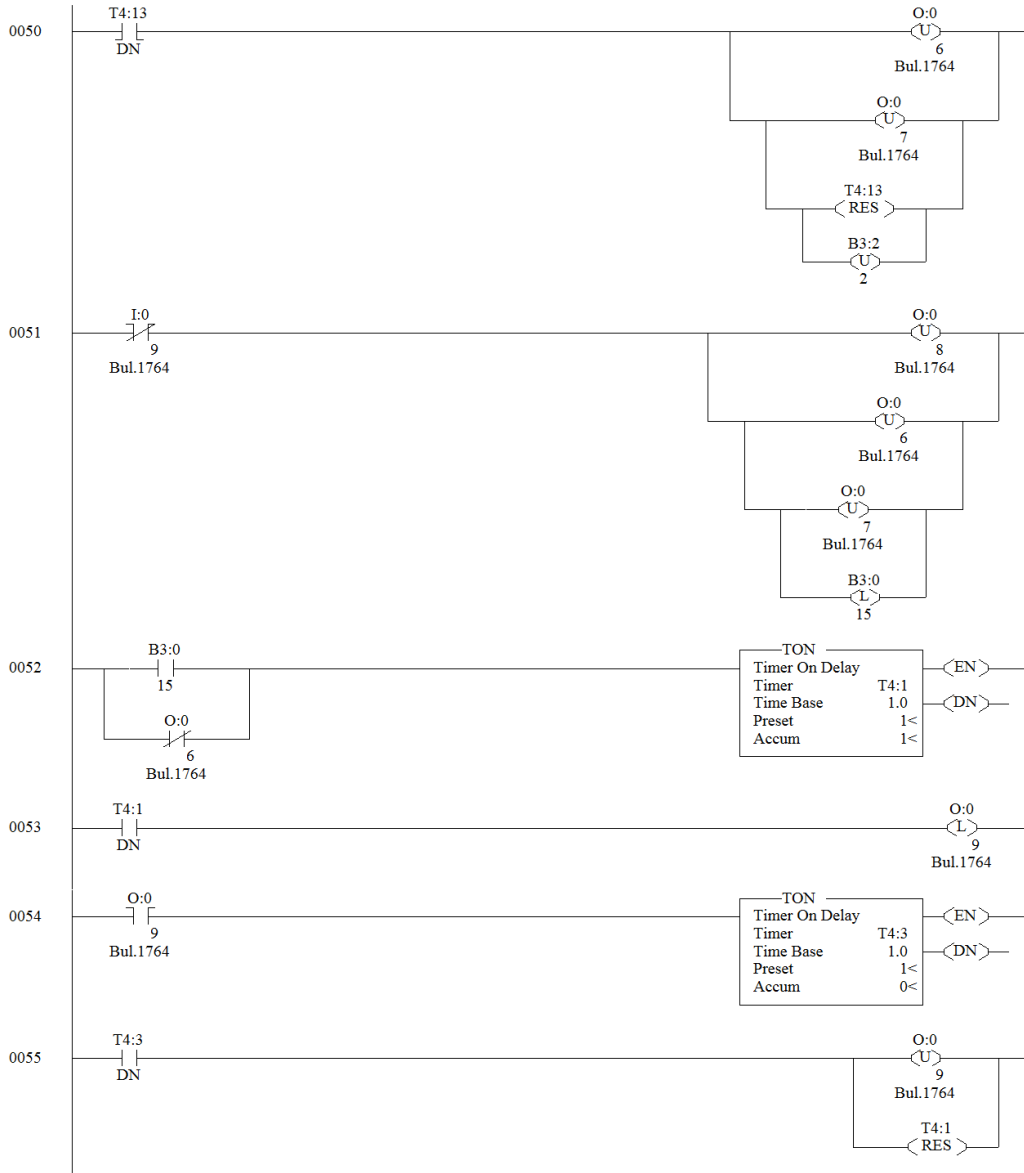 T4:13 O:0
0050
DN U
6
Bul.1764
O:0
U
7
Bul.1764
T4:13
RES
B3:2
U
2
I:0 O:0
0051 U
9 8
Bul.1764 Bul.1764
O:0
U
6
Bul.1764
O:0
U
7
Bul.1764
B3:0
L
15
B3:0 TON
0052 Timer On Delay EN
15 Timer T4:1
Time Base 1.0 DN
O:0 Preset 1<
Accum 1<
6
Bul.1764
T4:1 O:0
0053 L
DN 9
Bul.1764
O:0 TON
0054 Timer On Delay EN
9 Timer T4:3
Bul.1764 Time Base 1.0 DN
Preset 1<
Accum 0<
T4:3 O:0
0055 U
DN 9
Bul.1764
T4:1
RES